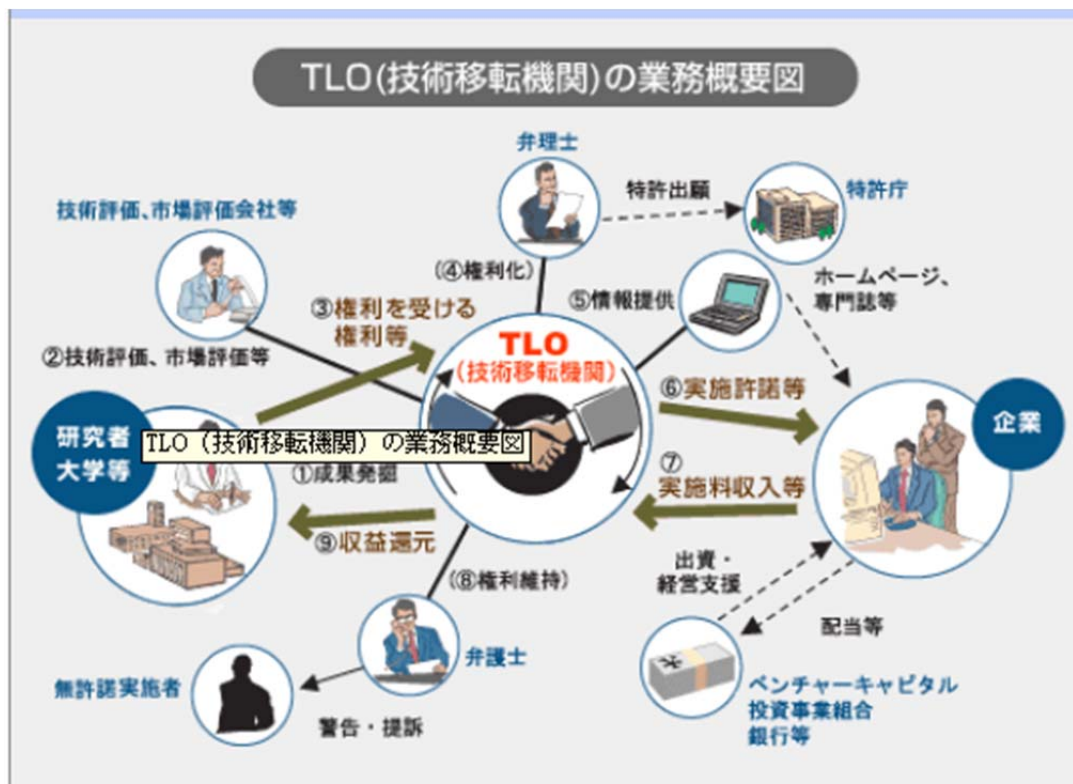 TLO(技術移転機関)の業務概要図
弁理士
特許出願
特許庁
技術評価、市場評価会社等
(④権利化)
⑤情報提供
ホームページ、
専門誌等
③権利を受ける
権利等
②技術評価、市場評価等
TLO
(技術移転機関)
⑥実施許諾等
企業
研究者
大学等
TLO（技術移転機関）の業務概要図
①成果発掘
⑦
実施料収入等
⑨収益還元
(⑧権利維持)
出資・
経営支援
配当等
弁護士
無許諾実施者
警告・提訴
ベンチャーキャピタル
投資事業組合
銀行等